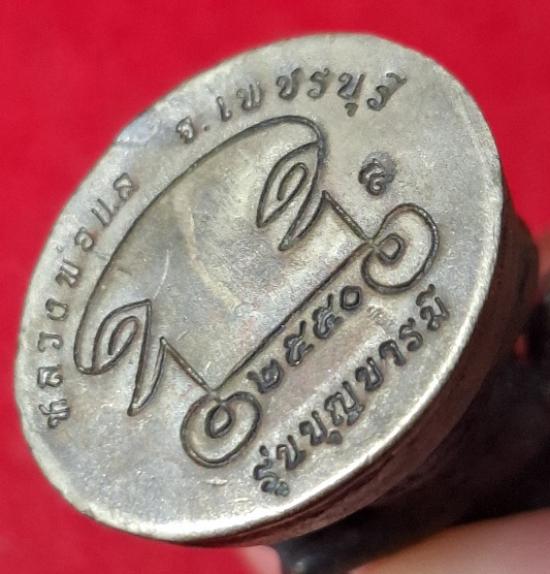 หลวงพ่อแล จ.เพชรบุรี
๒๕๕๐
รุ่นบุญบารมี